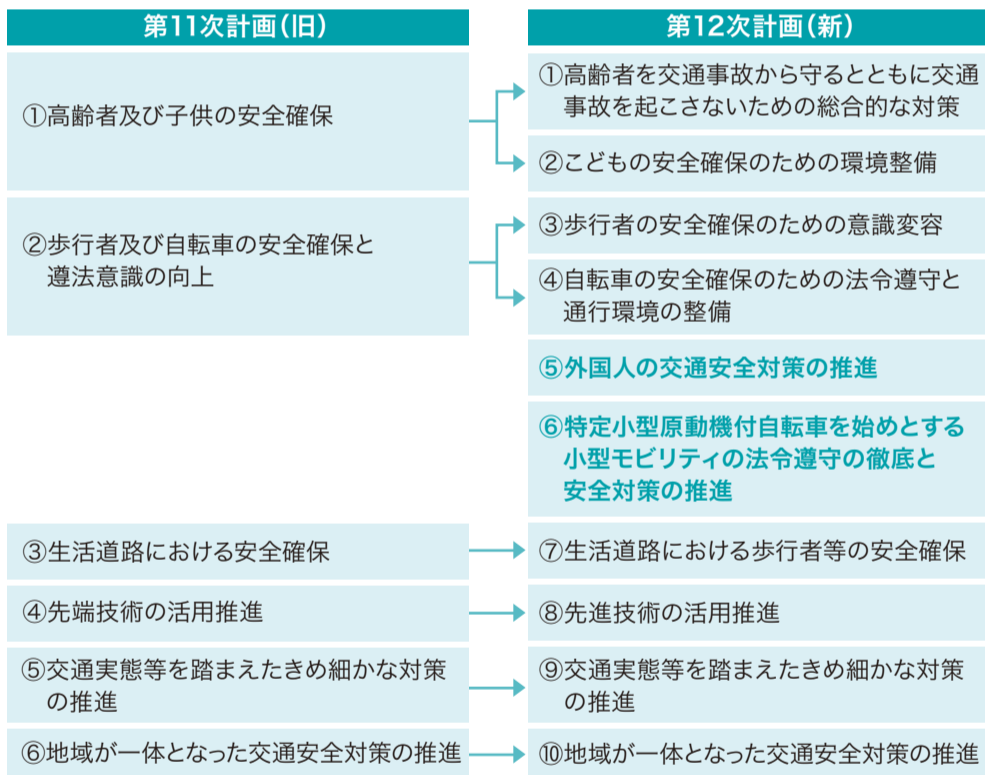 第11次計画(旧)
①高齢者及び子供の安全確保
②歩行者及び自転車の安全確保と
遵法意識の向上
③生活道路における安全確保
④先端技術の活用推進
⑤交通実態等を踏まえたきめ細かな対策
の推進
⑥地域が一体となった交通安全対策の推進
第12次計画(新)
①高齢者を交通事故から守るとともに交通
事故を起こさないための総合的な対策
②こどもの安全確保のための環境整備
③歩行者の安全確保のための意識変容
④自転車の安全確保のための法令遵守と
通行環境の整備
⑤外国人の交通安全対策の推進
⑥特定小型原動機付自転車を始めとする
小型モビリティの法令遵守の徹底と
安全対策の推進
⑦生活道路における歩行者等の安全確保
⑧先進技術の活用推進
⑨交通実態等を踏まえたきめ細かな対策
の推進
⑩地域が一体となった交通安全対策の推進